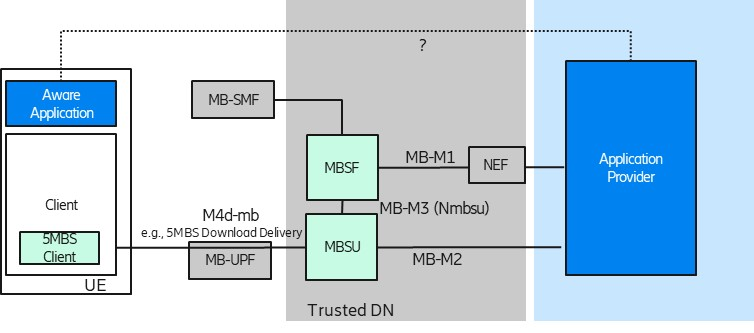 ?
Aware
Application
MB-SMF
MBSF
MB-M1
NEF
Application
Provider
Client
M4d-mb
MB-M3 (Nmbsu)
e.g., 5MBS Download Delivery
5MBS
Client
MB-UPF
MBSU
MB-M2
UE
Trusted DN